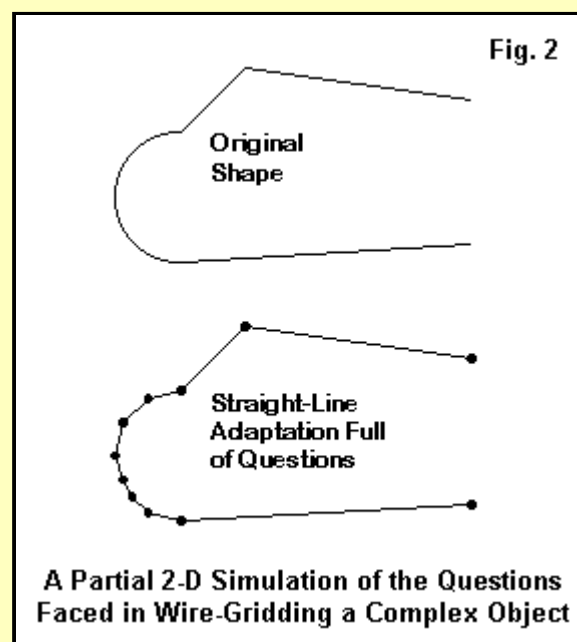 Fig. 2
Original
Shape
Straight-Line
Adaptation Full
of Questions
A Partial 2-D Simulation of the Questions
Faced in Wire-Gridding a Complex Object